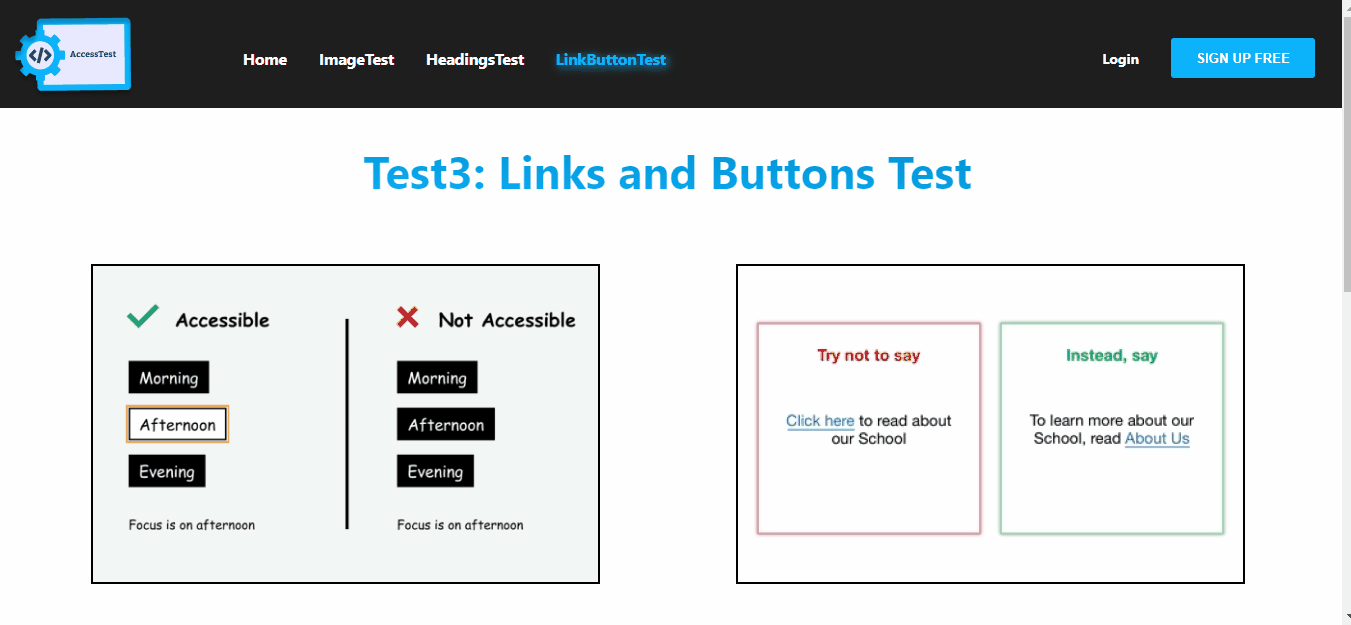 </> AccessTest
Home ImageTest HeadingsTest LinkButtonTest Login SIGN UP FREE
Test3: Links and Buttons Test
Accessible
Morning
Afternoon
Evening
Focus is on afternoon
Not Accessible
Morning
Afternoon
Evening
Focus is on afternoon
Try not to say
Click here to read about
our School
Instead, say
To learn more about our
School, read About Us